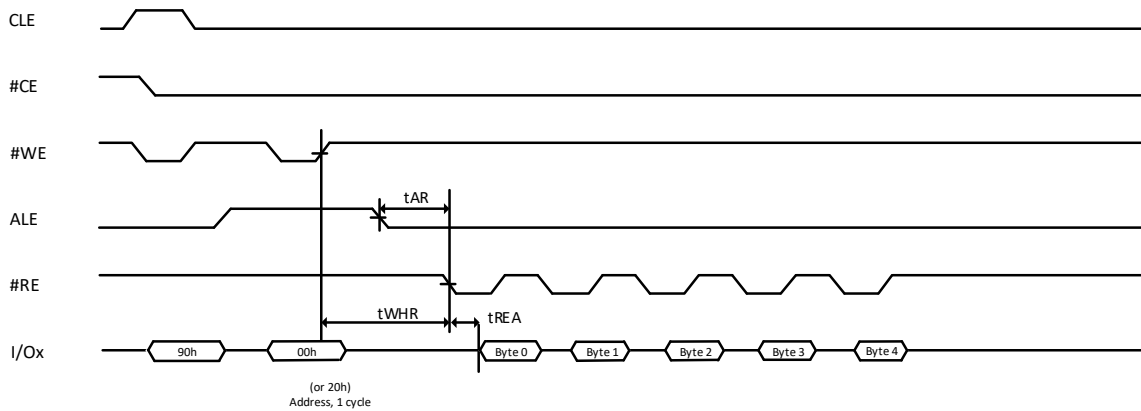 CLE
#CE
#WE
ALE
tAR
#RE
tWHR
tREA
I/Ox
90h
00h
Byte 0
Byte 1
Byte 2
Byte 3
Byte 4
(or 20h)
Address, 1 cycle